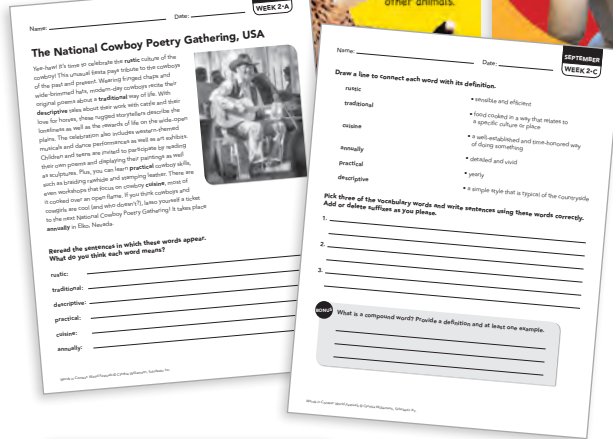 other animals.
WEEK 2-A
Name:
Date:
The National Cowboy Poetry Gathering, USA
Yee-haw! It's time to celebrate the rustic culture of the
cowboy! This unusual fiesta pays tribute to the cowboys
of the past and present. Wearing fringed chaps and
wide-brimmed hats, modern-day cowboys recite their
original poems about a traditional way of life. With
descriptive tales about their work with cattle and their
love for horses, these rugged storytellers describe the
loneliness as well as the rewards of life on the wide-open
plains. The celebration also includes western-themed
musicals and dance performances as well as art exhibits.
Children and teens are invited to participate by reading
their own poems and displaying their paintings as well
as sculptures. Plus, you can learn practical cowboy skills,
such as braiding rawhide and stamping leather. There are
even workshops that focus on cowboy cuisine, most of
it cooked over an open flame. If you think cowboys and
cowgirls are cool (and who doesn't?), lasso yourself a ticket
to the next National Cowboy Poetry Gathering! It takes place
annually in Elko, Nevada.
Reread the sentences in which these words appear.
What do you think each word means?
rustic:
traditional:
descriptive:
practical:
cuisine:
annually:
SEPTEMBER
WEEK 2-C
Name:
Date:
Draw a line to connect each word with its definition.
rustic
traditional
cuisine
annually
practical
descriptive
• sensible and efficient
• food cooked in a way that relates to
a specific culture or place
• a well-established and time-honored way
of doing something
• detailed and vivid
• yearly
• a simple style that is typical of the countryside
Pick three of the vocabulary words and write sentences using these words correctly.
Add or delete suffixes as you please.
1.
2.
3.
BONUS
What is a compound word? Provide a definition and at least one example.